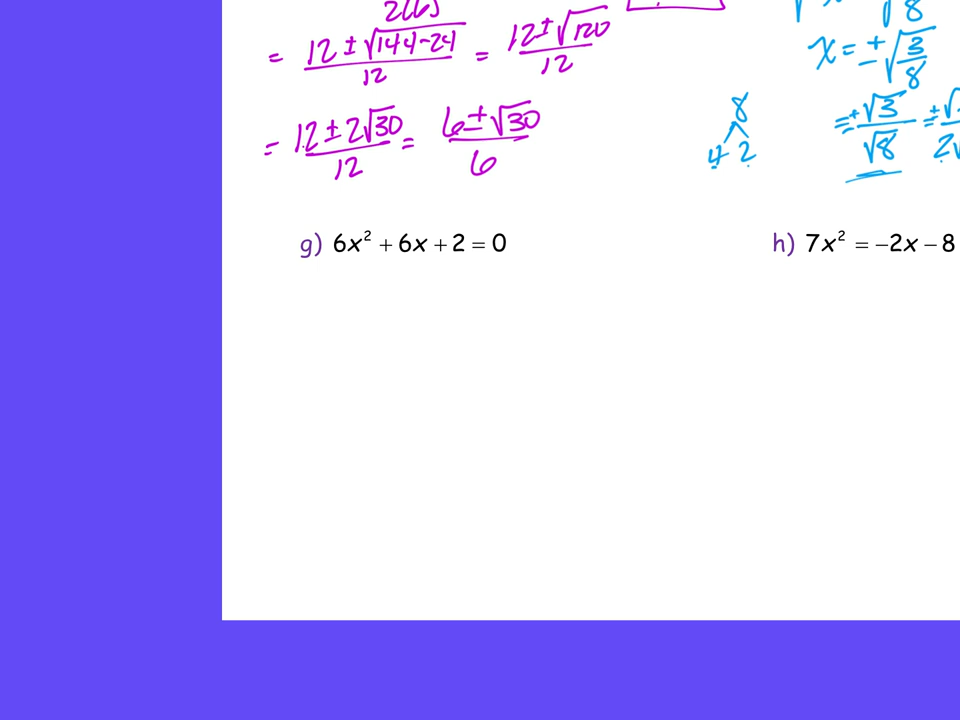 2(6)
= 12 ± √144-24 / 12 = 12 ± √120 / 12
= 12 ± 2√30 / 12 = 6 ± √30 / 6
8
x = ± √3/8
8
4 2
= ± √3 / √8 = ±
g) 6x² + 6x + 2 = 0
h) 7x² = −2x − 8